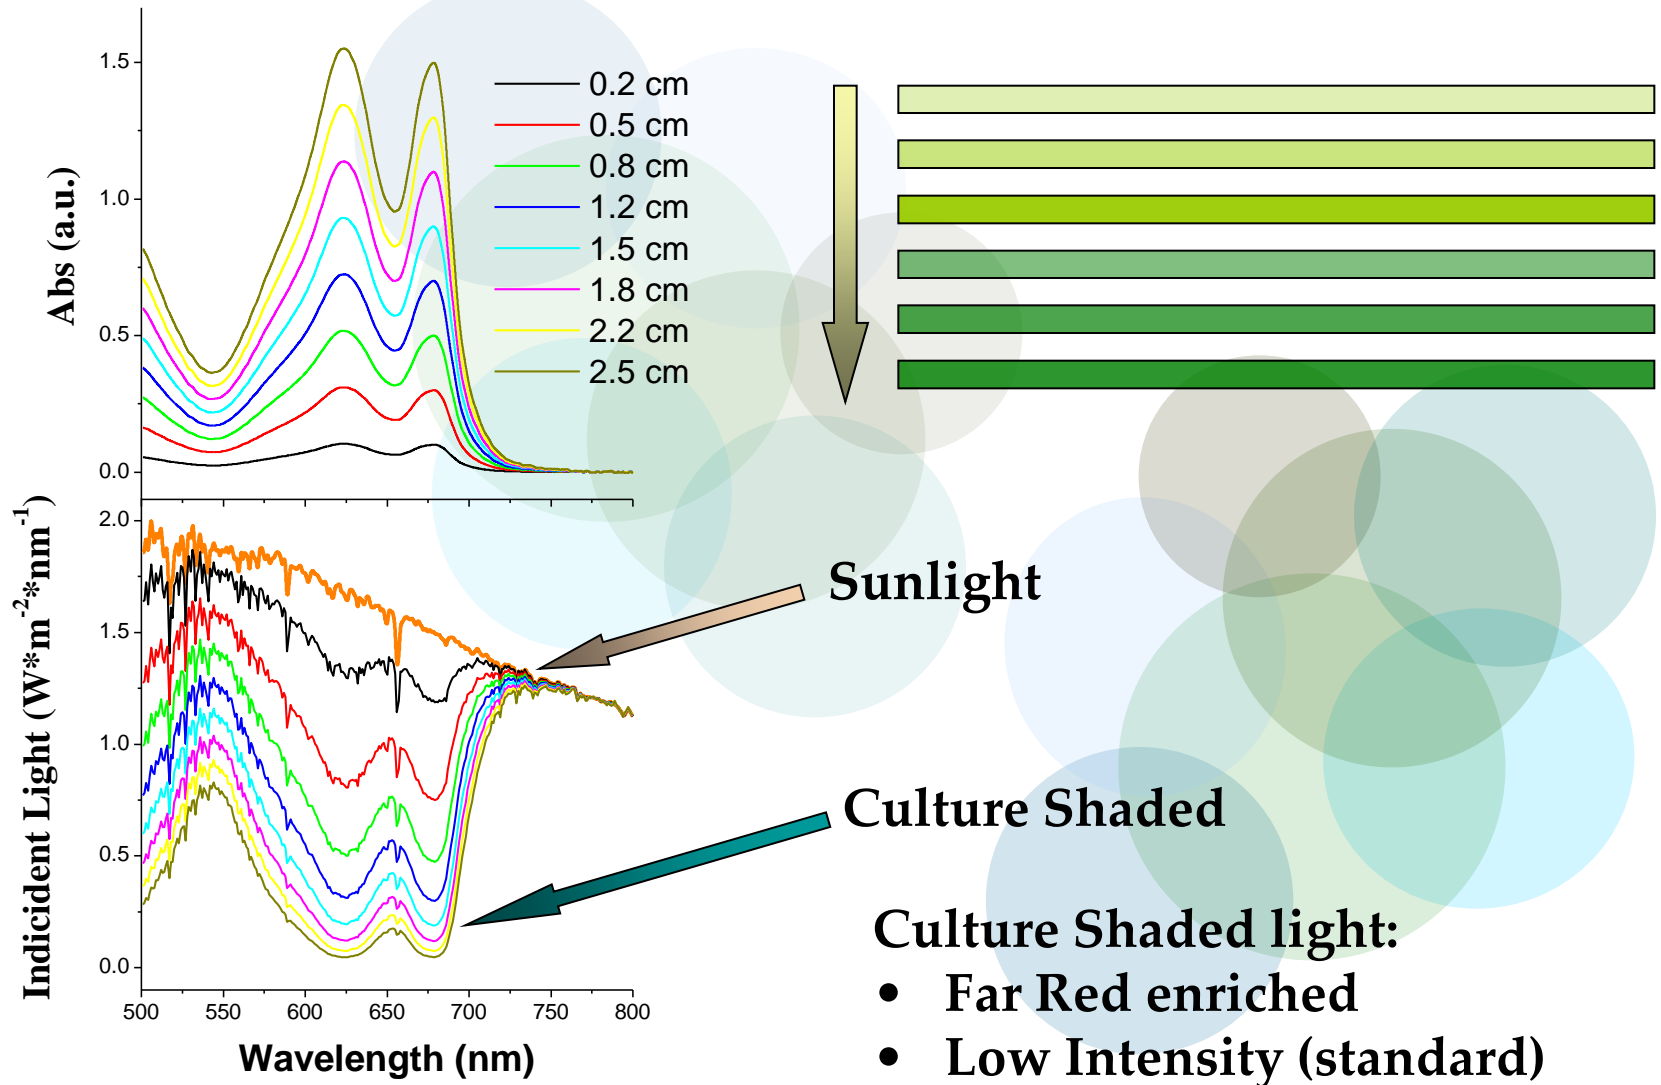 1.5
1.0
0.5
0.0
Abs (a.u.)
0.2 cm
0.5 cm
0.8 cm
1.2 cm
1.5 cm
1.8 cm
2.2 cm
2.5 cm
2.0
1.5
1.0
0.5
0.0
Indicident Light (W*m-2*nm-1)
500 550 600 650 700 750 800
Wavelength (nm)
Sunlight
Culture Shaded
Culture Shaded light:
• Far Red enriched
• Low Intensity (standard)